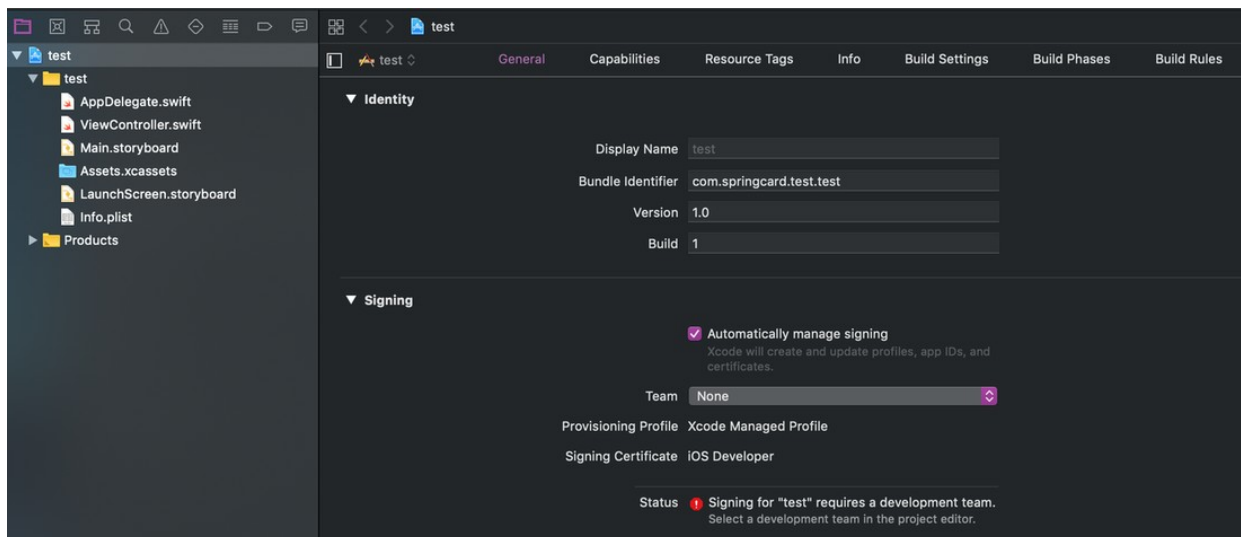 test
test
test
AppDelegate.swift
ViewController.swift
Main.storyboard
Assets.xcassets
LaunchScreen.storyboard
Info.plist
Products
test General Capabilities Resource Tags Info Build Settings Build Phases Build Rules
Identity
Display Name test
Bundle Identifier com.springcard.test.test
Version 1.0
Build 1
Signing
Automatically manage signing
Xcode will create and update profiles, app IDs, and
certificates.
Team None
Provisioning Profile Xcode Managed Profile
Signing Certificate iOS Developer
Status Signing for "test" requires a development team.
Select a development team in the project editor.